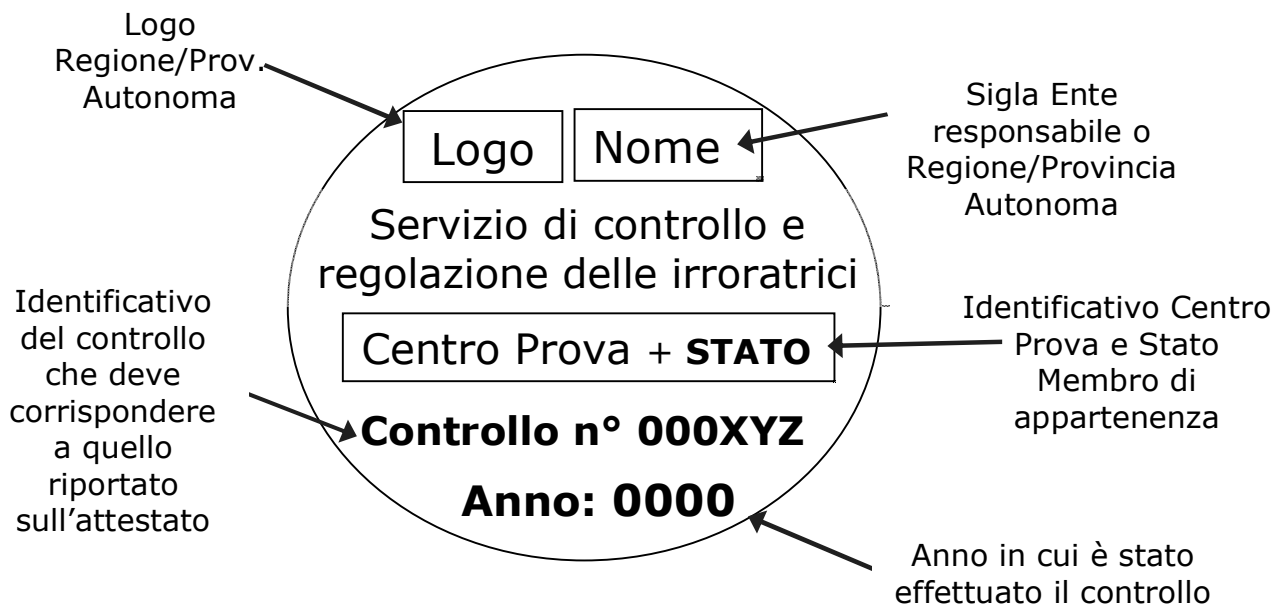 Logo
Regione/Prov.
Autonoma
Logo
Nome
Sigla Ente
responsabile o
Regione/Provincia
Autonoma
Servizio di controllo e
regolazione delle irroratrici
Identificativo
del controllo
che deve
corrispondere
a quello
riportato
sull’attestato
Centro Prova + STATO
Identificativo Centro
Prova e Stato
Membro di
appartenenza
Controllo n° 000XYZ
Anno: 0000
Anno in cui è stato
effettuato il controllo